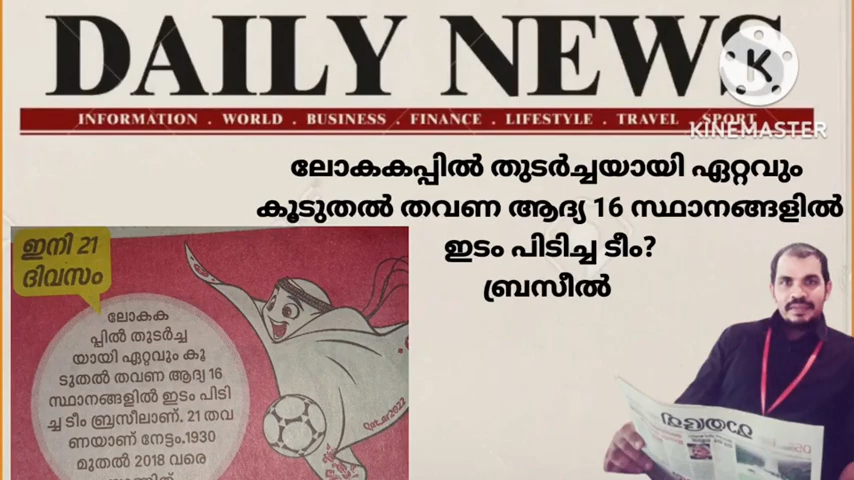 DAILY NEWS
INFORMATION . WORLD . BUSINESS . FINANCE . LIFESTYLE . TRAVEL . SPORT
K
KINEMASTER
ലോകകപ്പിൽ തുടർച്ചയായി ഏറ്റവും
കൂടുതൽ തവണ ആദ്യ 16 സ്ഥാനങ്ങളിൽ
ഇടം പിടിച്ച ടീം?
ബ്രസീൽ
ഇനി 21
ദിവസം
ലോകക
പ്പിൽ തുടർച്ച
യായി ഏറ്റവും കൂ
ടുതൽ തവണ ആദ്യ 16
സ്ഥാനങ്ങളിൽ ഇടം പിടി
ച്ച ടീം ബ്രസീലാണ്. 21 തവ
ണയാണ് നേട്ടം.1930
മുതൽ 2018 വരെ
Qatar2022